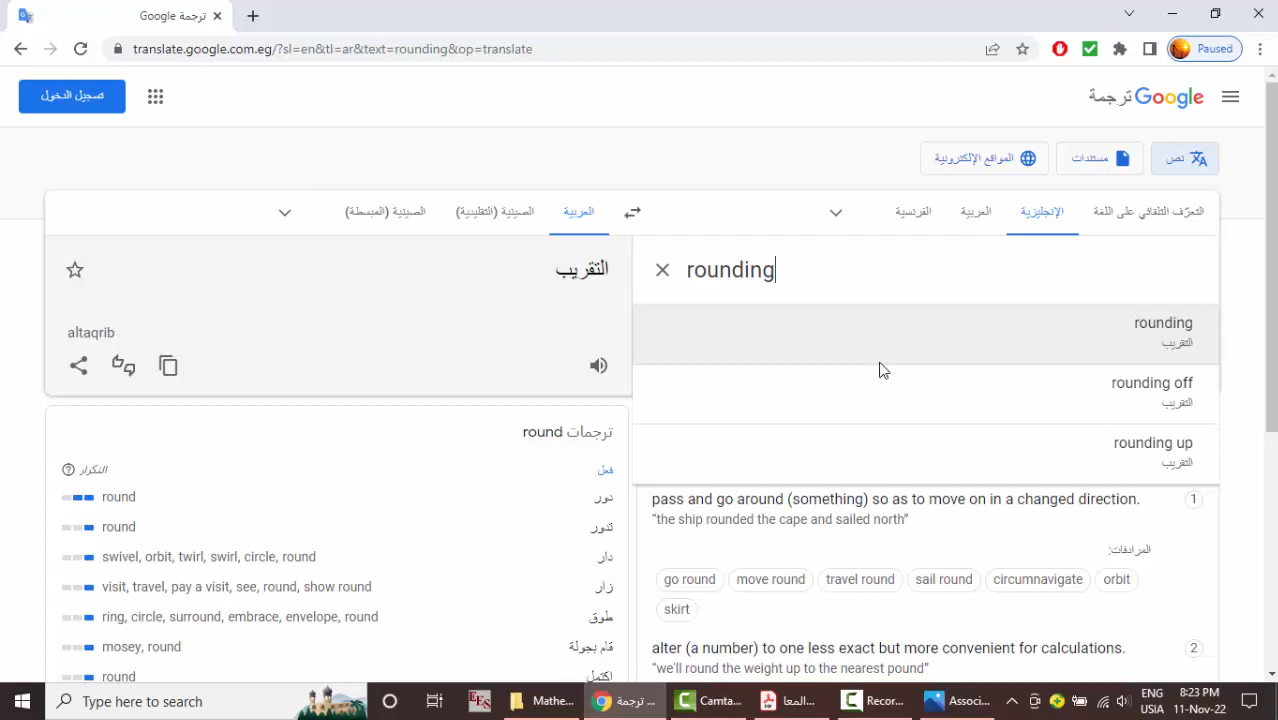 ترجمة Google
translate.google.com.eg/?sl=en&tl=ar&text=rounding&op=translate
Paused
تسجيل الدخول
ترجمة Google
نص
مستندات
المواقع الإلكترونية
التعرّف التلقائي على اللغة
الإنجليزية
العربية
الفرنسية
العربية
الصينية (التقليدية)
الصينية (المبسطة)
rounding
التقريب
altaqrib
rounding
التقريب
rounding off
التقريب
rounding up
التقريب
ترجمات round
فعل
التكرار
دور
round
تدور
round
دار
swivel, orbit, twirl, swirl, circle, round
زار
visit, travel, pay a visit, see, round, show round
طوق
ring, circle, surround, embrace, envelope, round
قام بجولة
mosey, round
اكتمل
round
pass and go around (something) so as to move on in a changed direction.
1
"the ship rounded the cape and sailed north"
المرادفات:
go round
move round
travel round
sail round
circumnavigate
orbit
skirt
alter (a number) to one less exact but more convenient for calculations.
2
"we'll round the weight up to the nearest pound"
Type here to search
Es
Mathe...
ترجمة ...
Camta...
المعا...
Recor...
Associ...
ENG
USIA
8:23 PM
11-Nov-22